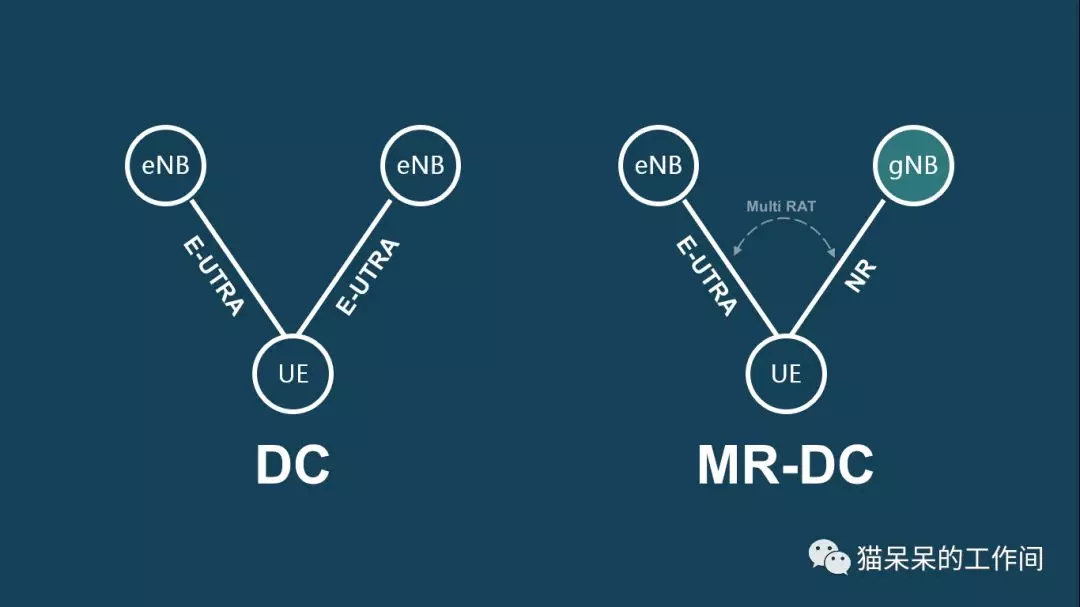 eNB
eNB
E-UTRA
E-UTRA
UE
DC
eNB
gNB
Multi RAT
E-UTRA
NR
UE
MR-DC
猫呆呆的工作间